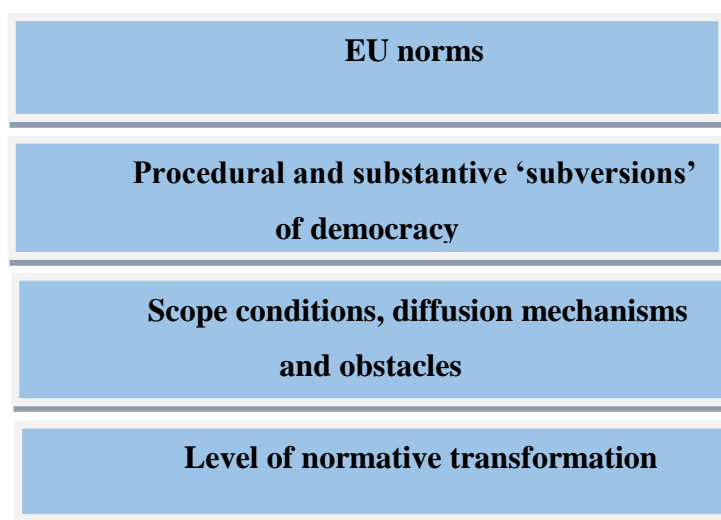 EU norms
Procedural and substantive ‘subversions’
of democracy
Scope conditions, diffusion mechanisms
and obstacles
Level of normative transformation